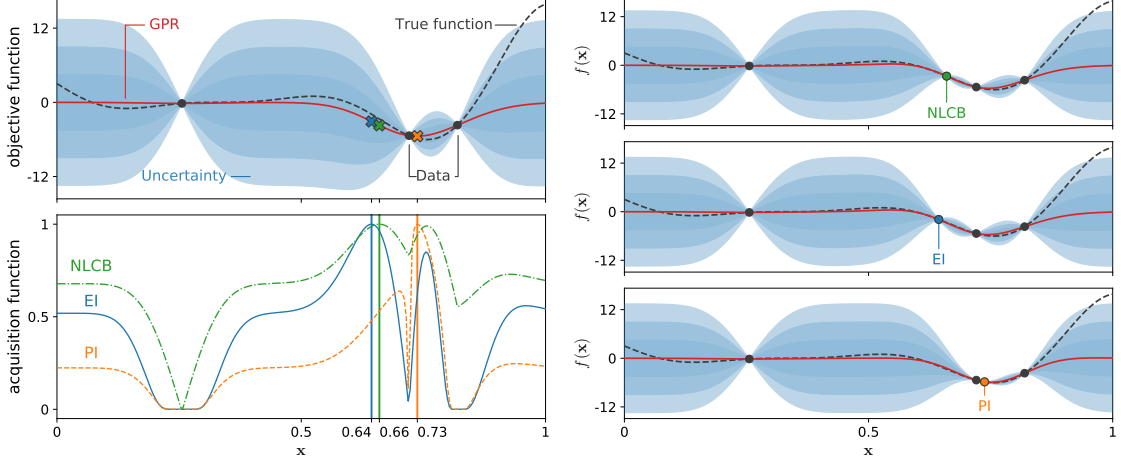 objective function
12
0
-12
GPR
True function
Uncertainty
Data
acquisition function
1
0.5
0
NLCB
EI
PI
0
0.5
0.64
0.66
0.73
1
x
f(x)
12
0
-12
NLCB
f(x)
12
0
-12
EI
f(x)
12
0
-12
PI
0
0.5
1
x